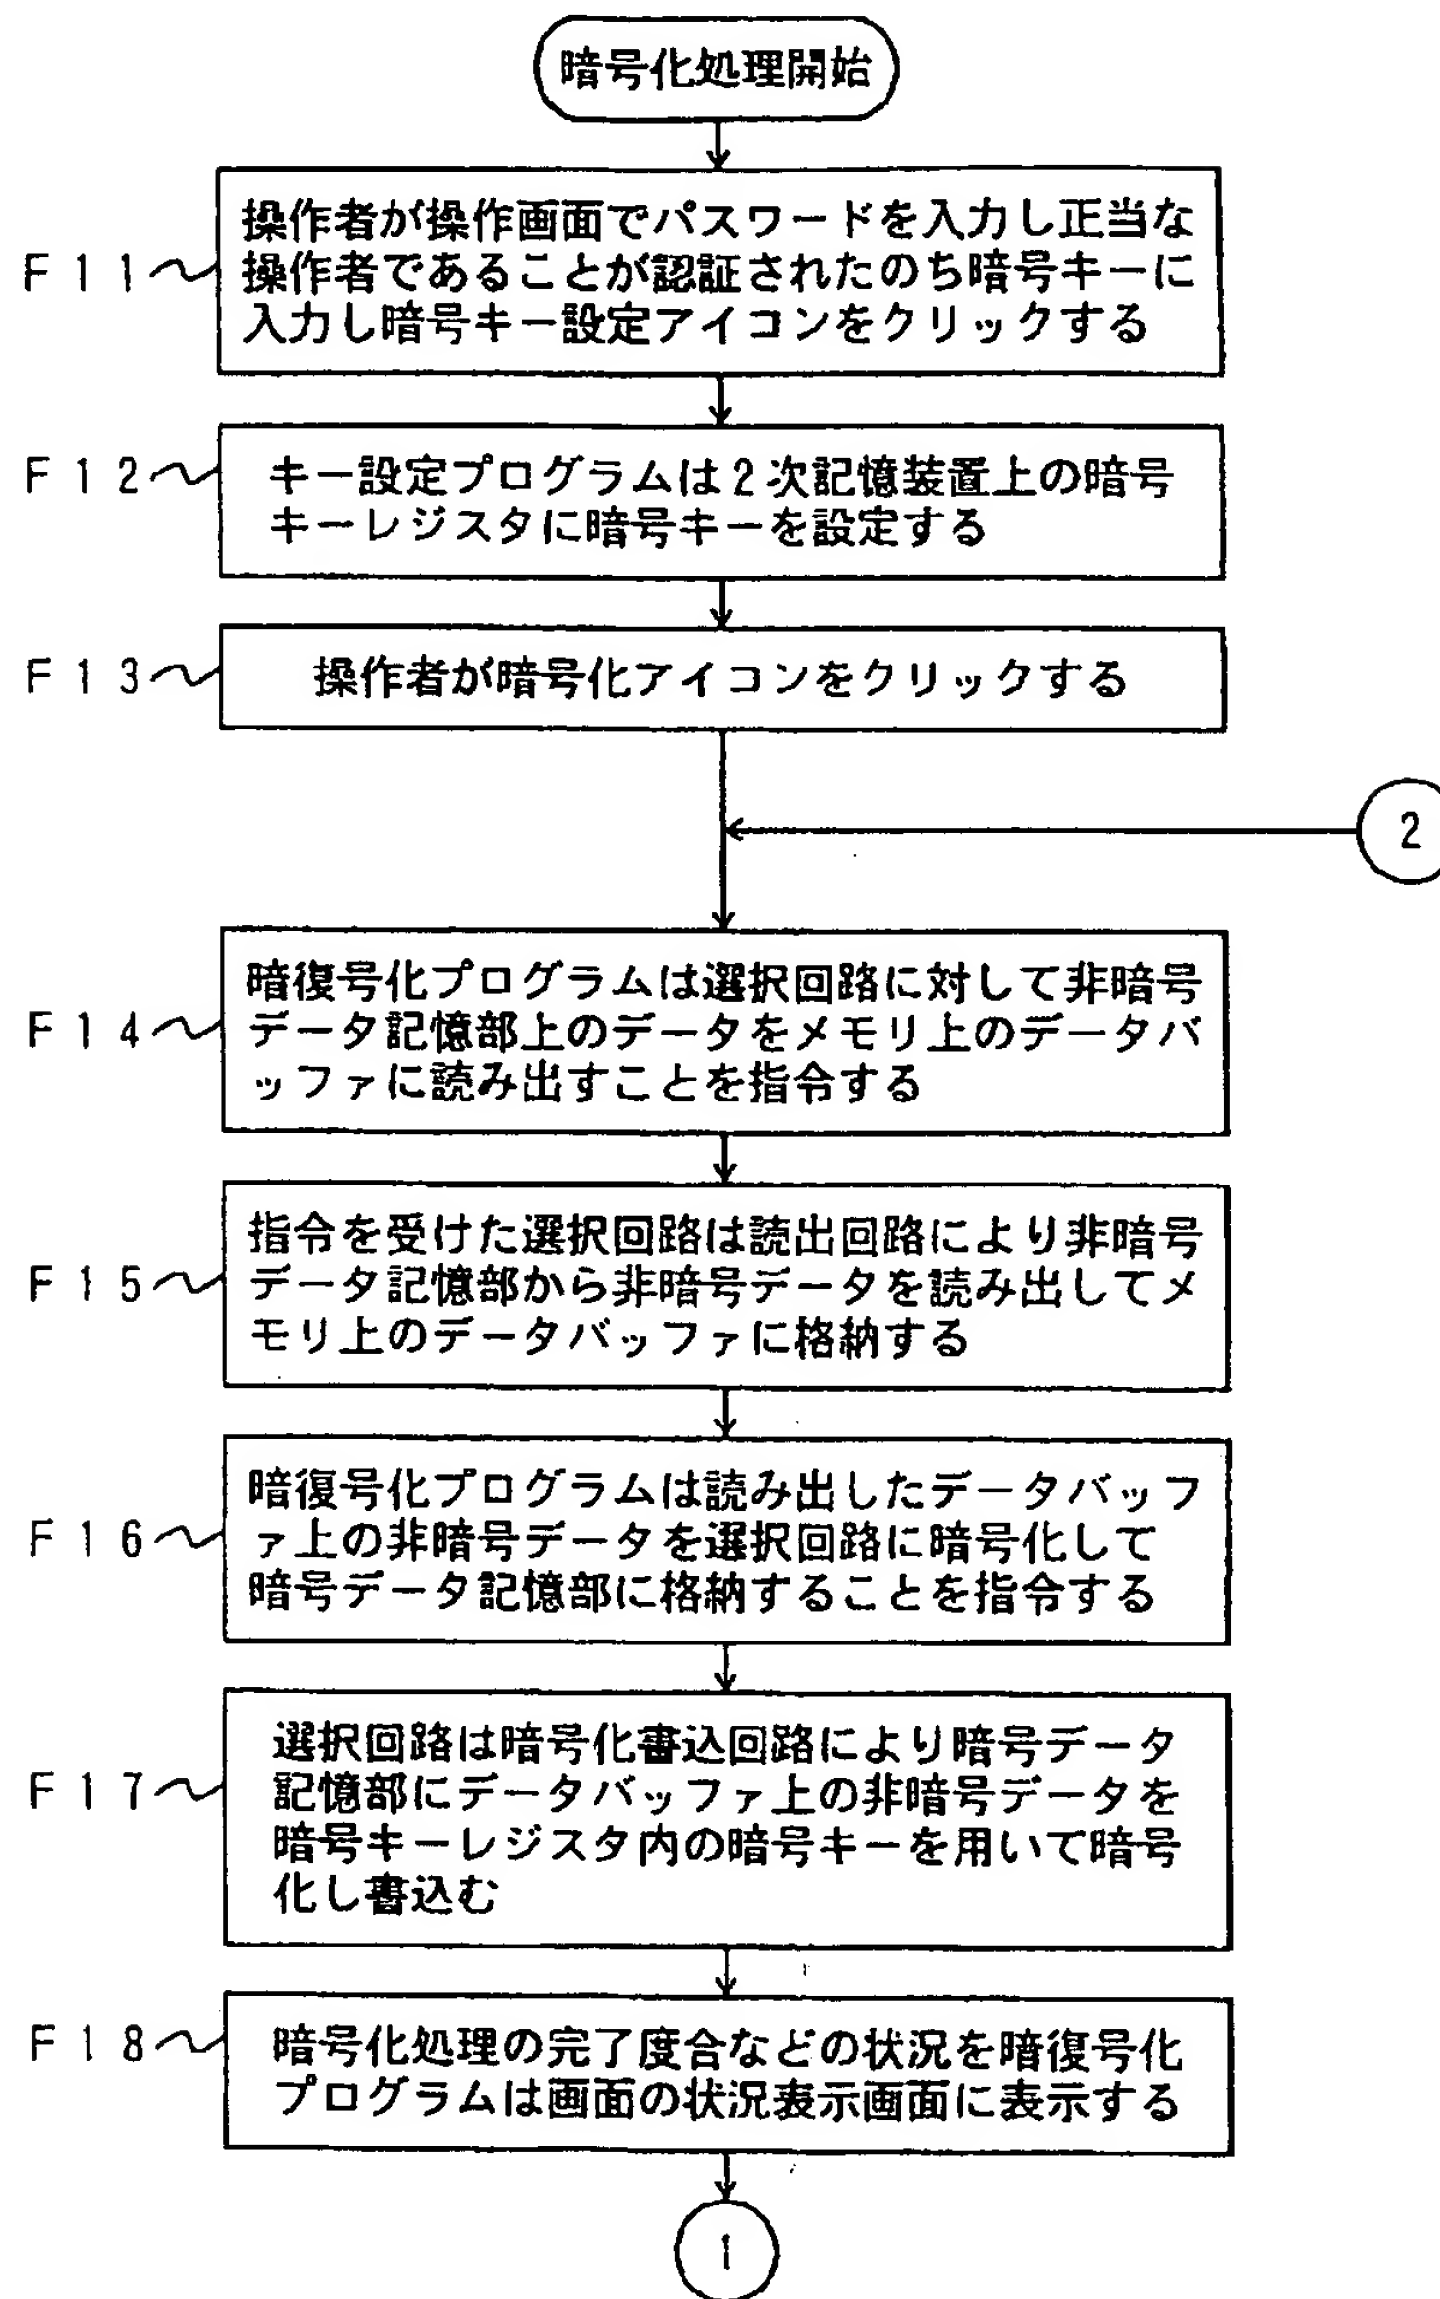 暗号化処理開始
F11
操作者が操作画面でパスワードを入力し正当な
操作者であることが認証されたのち暗号キーに
入力し暗号キー設定アイコンをクリックする
F12
キー設定プログラムは2次記憶装置上の暗号
キーレジスタに暗号キーを設定する
F13
操作者が暗号化アイコンをクリックする
2
F14
暗復号化プログラムは選択回路に対して非暗号
データ記憶部上のデータをメモリ上のデータバ
ッファに読み出すことを指令する
F15
指令を受けた選択回路は読出回路により非暗号
データ記憶部から非暗号データを読み出してメ
モリ上のデータバッファに格納する
F16
暗復号化プログラムは読み出したデータバッフ
ァ上の非暗号データを選択回路に暗号化して
暗号データ記憶部に格納することを指令する
F17
選択回路は暗号化書込回路により暗号データ
記憶部にデータバッファ上の非暗号データを
暗号キーレジスタ内の暗号キーを用いて暗号
化し書込む
F18
暗号化処理の完了度合などの状況を暗復号化
プログラムは画面の状況表示画面に表示する
1